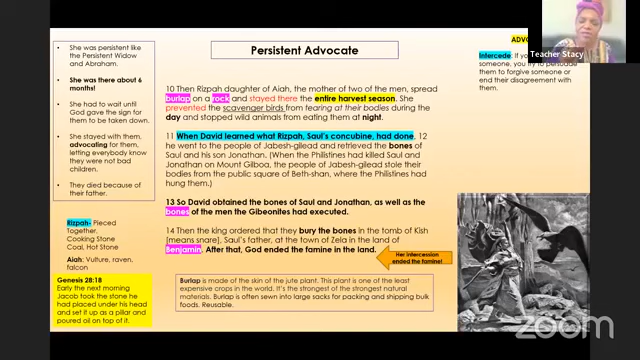 Persistent Advocate
• She was persistent like
the Persistent Widow
and Abraham.
• She was there about 6
months!
• She had to wait until
God gave the sign for
them to be taken down.
• She stayed with them,
advocating for them,
letting everybody know
they were not bad
children.
• They died because of
their father.
Rizpah- Pieced
Together,
Cooking Stone
Coal, Hot Stone
Aiah: Vulture, raven,
falcon
Genesis 28:18
Early the next morning
Jacob took the stone he
had placed under his head
and set it up as a pillar and
poured oil on top of it.
10 Then Rizpah daughter of Aiah, the mother of two of the men, spread
burlap on a rock and stayed there the entire harvest season. She
prevented the scavenger birds from tearing at their bodies during the
day and stopped wild animals from eating them at night.
11 When David learned what Rizpah, Saul's concubine, had done, 12
he went to the people of Jabesh-gilead and retrieved the bones of
Saul and his son Jonathan. (When the Philistines had killed Saul and
Jonathan on Mount Gilboa, the people of Jabesh-gilead stole their
bodies from the public square of Beth-shan, where the Philistines had
hung them.)
13 So David obtained the bones of Saul and Jonathan, as well as the
bones of the men the Gibeonites had executed.
14 Then the king ordered that they bury the bones in the tomb of Kish
[means snare], Saul's father, at the town of Zela in the land of
Benjamin. After that, God ended the famine in the land.
Her intercession
ended the famine!
Burlap is made of the skin of the jute plant. This plant is one of the least
expensive crops in the world. It's the strongest of the strongest natural
materials. Burlap is often sewn into large sacks for packing and shipping bulk
foods. Reusable.
ADVO
Intercede: If you
someone, you try to persuade
them to forgive someone or
end their disagreement with
them.
Teacher Stacy
zoom